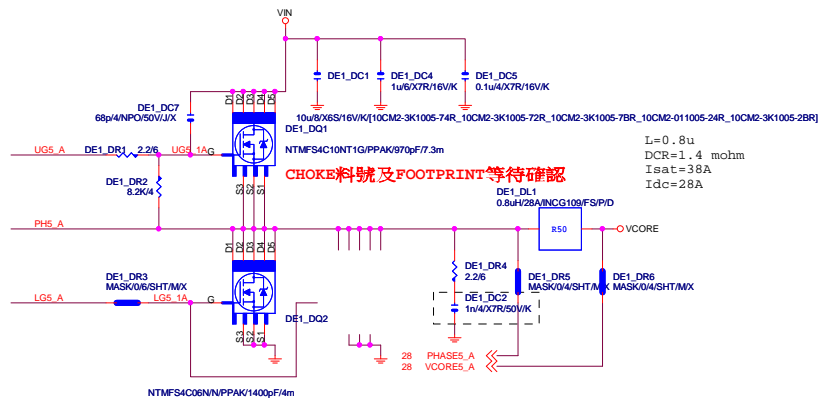 VIN
DE1_DC1
DE1_DC4
1u/6/X7R/16V/K
DE1_DC5
0.1u/4/X7R/16V/K
10u/8/X6S/16V/K/[10CM2-3K1005-74R_10CM2-3K1005-72R_10CM2-3K1005-7BR_10CM2-011005-24R_10CM2-3K1005-2BR]
DE1_DC7
68p/4/NPO/50V/J/X
D1
D2
D3
D4
D5
DE1_DQ1
NTMFS4C10NT1G/PPAK/970pF/7.3m
UG5_A
DE1_DR1
2.2/6
UG5_1A
G
S3
S2
S1
DE1_DR2
8.2K/4
CHOKE料號及FOOTPRINT等待確認
L=0.8u
DCR=1.4 mohm
Isat=38A
Idc=28A
DE1_DL1
0.8uH/28A/INCG109/FS/P/D
R50
VCORE
PH5_A
D1
D2
D3
D4
D5
DE1_DR3
MASK/0/6/SHT/M/X
LG5_A
LG5_1A
G
S3
S2
S1
DE1_DQ2
NTMFS4C06N/N/PPAK/1400pF/4m
DE1_DR4
2.2/6
DE1_DC2
1n/4/X7R/50V/K
DE1_DR5
MASK/0/4/SHT/M/X
DE1_DR6
MASK/0/4/SHT/M/X
28 PHASE5_A
28 VCORE5_A